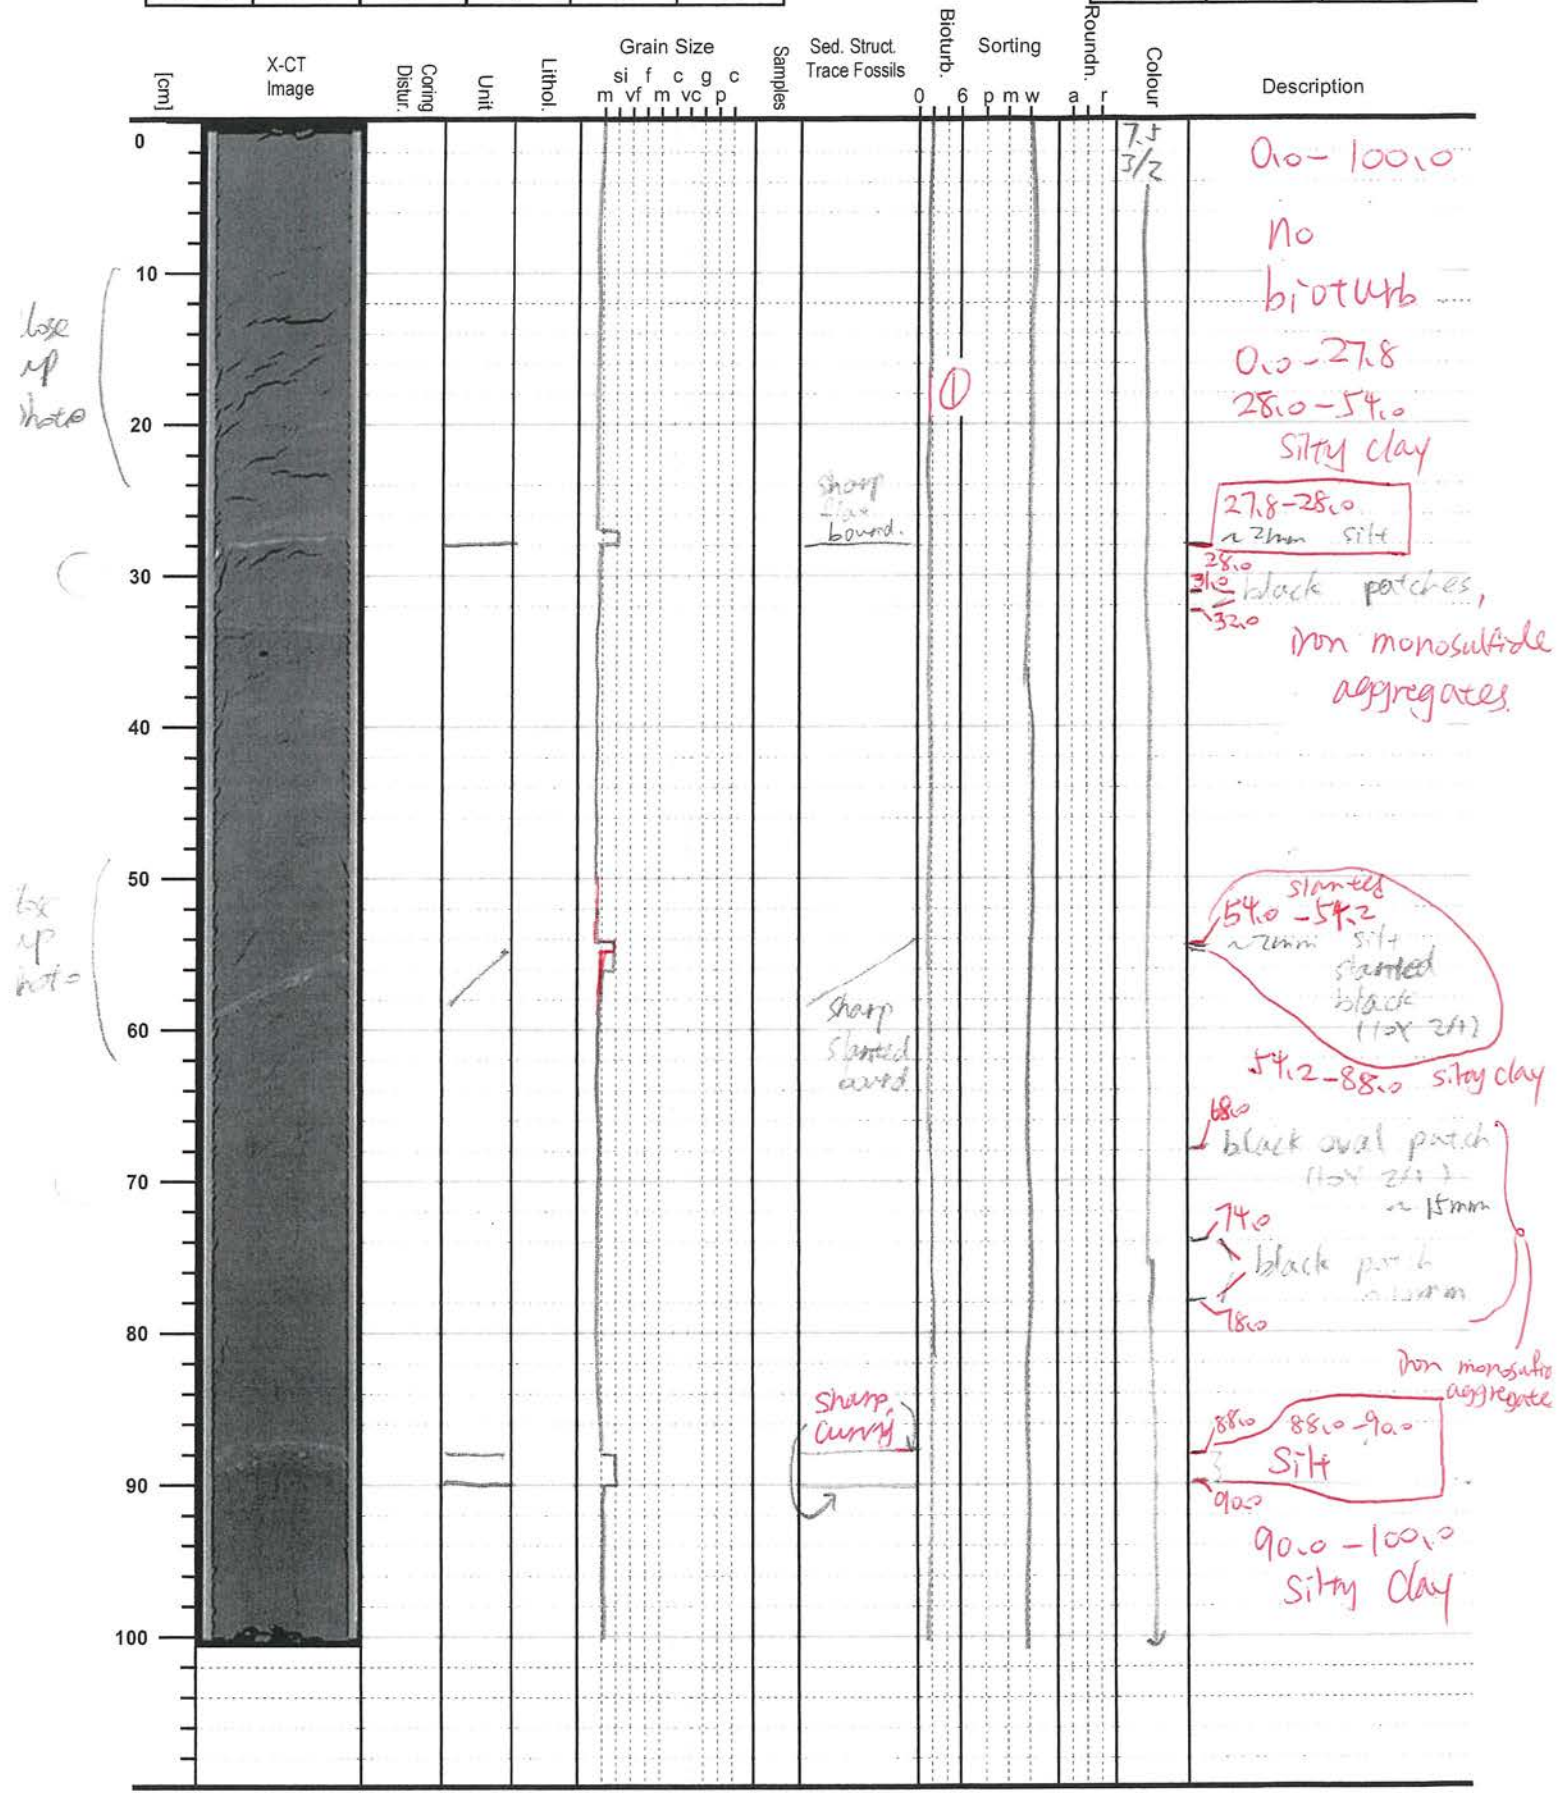 [cm]
X-CT
Image
Coring
Distur.
Unit
Lithol.
Grain Size
si f c g c
m vf m vc p
Samples
Sed. Struct.
Trace Fossils
Bioturb.
0 6
Sorting
p m w
Roundn.
a r
Colour
Description
0
10
20
30
40
50
60
70
80
90
100
lose
up
photo
up
sharp
bound.
sharp
slanted
bound
sharp,
curvy
①
7.5
3/2
0.0 - 100.0
no
bioturb
0.0 - 27.8
28.0 - 54.0
silty clay
27.8 - 28.0
~ 2mm silt
28.0
31.0
black patches,
32.0
iron monosulfide
aggregates.
slanted
54.0 - 54.2
~ 2mm silt
slanted
black
54.2 - 88.0 silty clay
68.0
black oval patch
~ 15mm
74.0
black patch
78.0
aggregate
88.0
88.0 - 90.0
Silt
90.0
90.0 - 100.0
Silty Clay